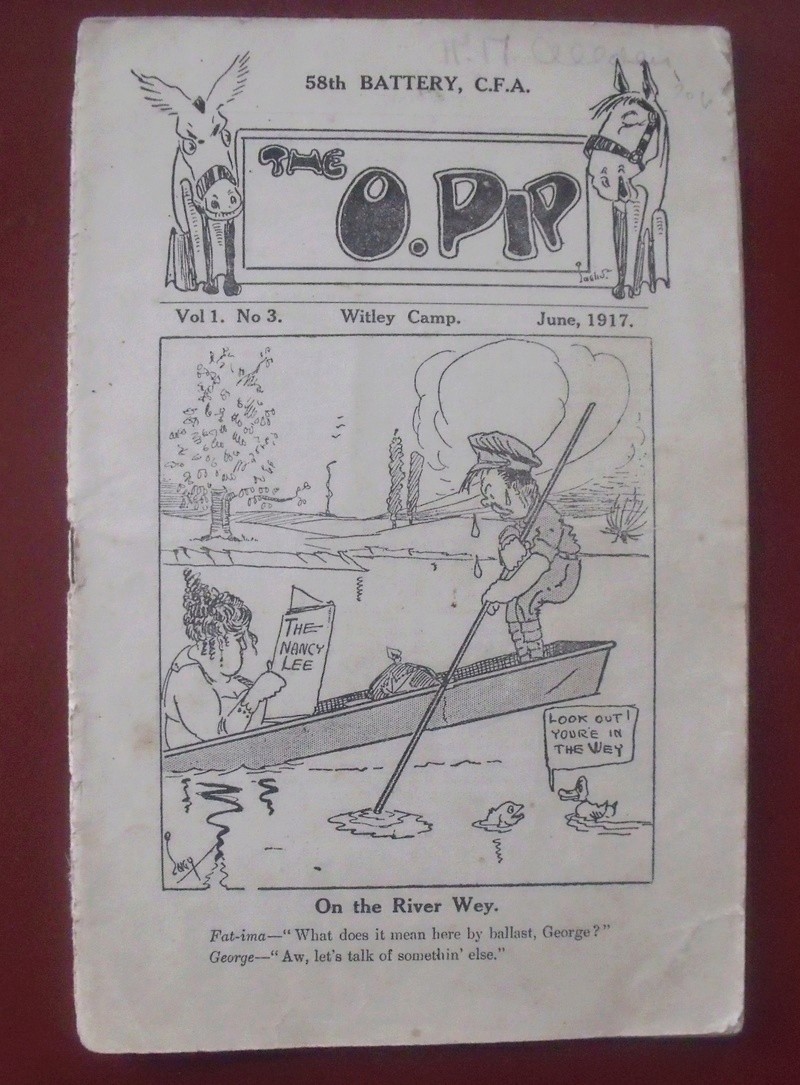 58th BATTERY, C.F.A.
THE
O. PIP
Vol 1. No 3. Witley Camp. June, 1917.
THE
NANCY
LEE
LOOK OUT!
YOUR'E IN
THE WEY
On the River Wey.
Fat-ima—"What does it mean here by ballast, George?"
George—"Aw, let's talk of somethin' else."